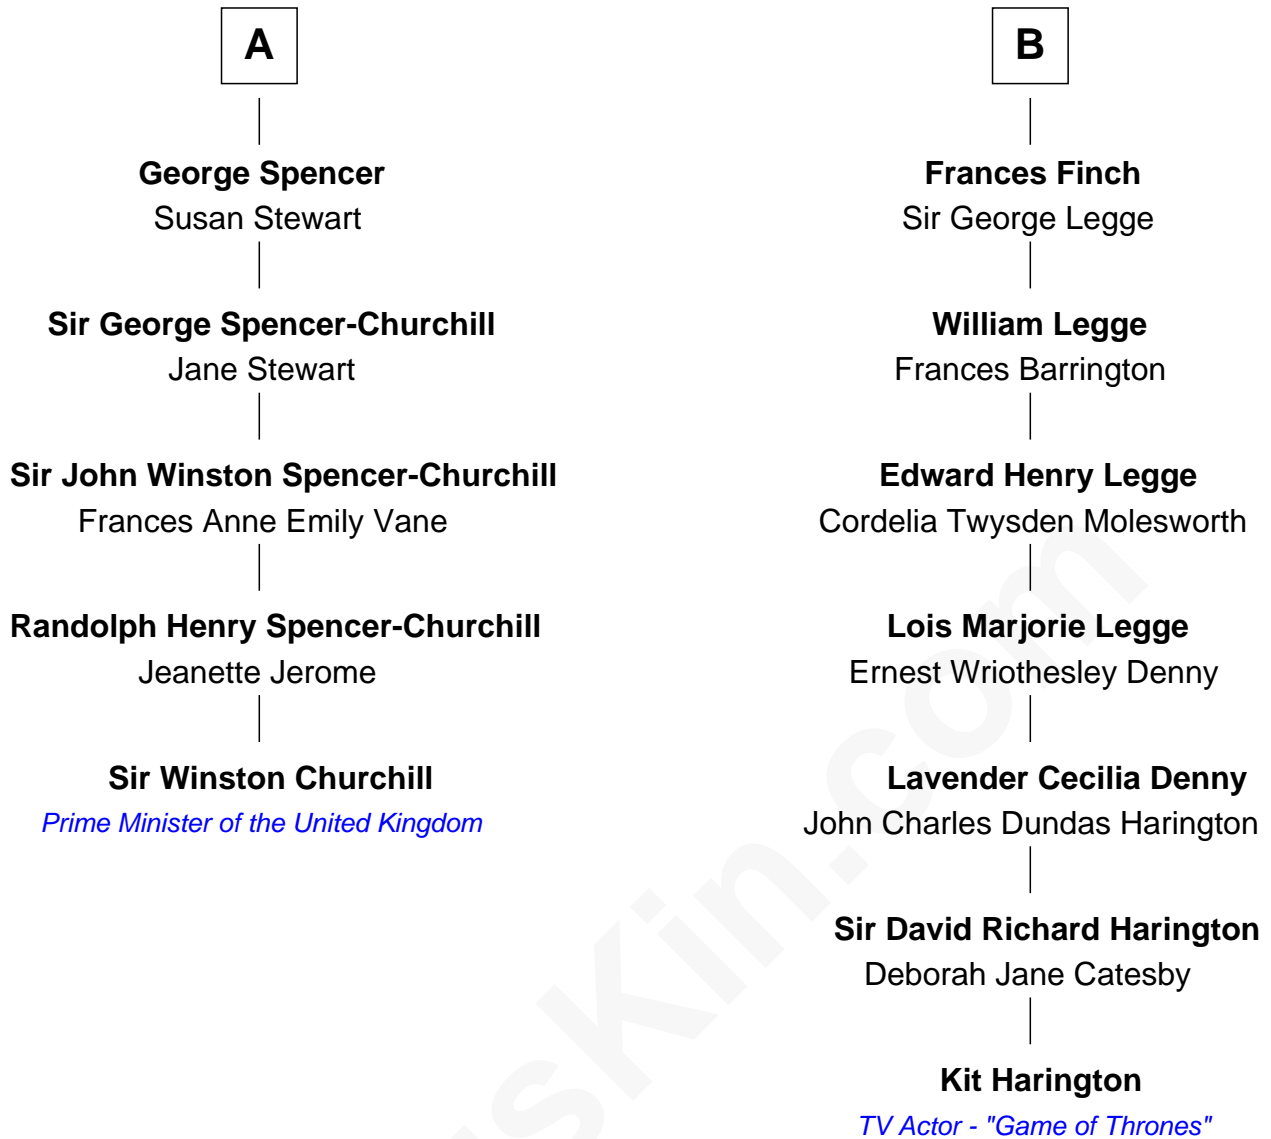 A
George Spencer
Susan Stewart
Sir George Spencer-Churchill
Jane Stewart
Sir John Winston Spencer-Churchill
Frances Anne Emily Vane
Randolph Henry Spencer-Churchill
Jeanette Jerome
Sir Winston Churchill
Prime Minister of the United Kingdom
B
Frances Finch
Sir George Legge
William Legge
Frances Barrington
Edward Henry Legge
Cordelia Twysden Molesworth
Lois Marjorie Legge
Ernest Wriothesley Denny
Lavender Cecilia Denny
John Charles Dundas Harington
Sir David Richard Harington
Deborah Jane Catesby
Kit Harington
TV Actor - "Game of Thrones"
sKin.com